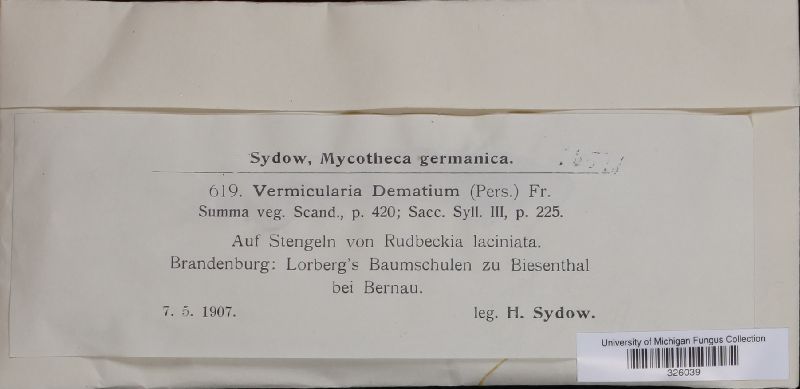 Sydow, Mycotheca germanica.
619. Vermicularia Dematium (Pers.) Fr.
Summa veg. Scand., p. 420; Sacc. Syll. III, p. 225.
Auf Stengeln von Rudbeckia laciniata.
Brandenburg: Lorberg's Baumschulen zu Biesenthal
bei Bernau.
7. 5. 1907. leg. H. Sydow.
University of Michigan Fungus Collection
326039